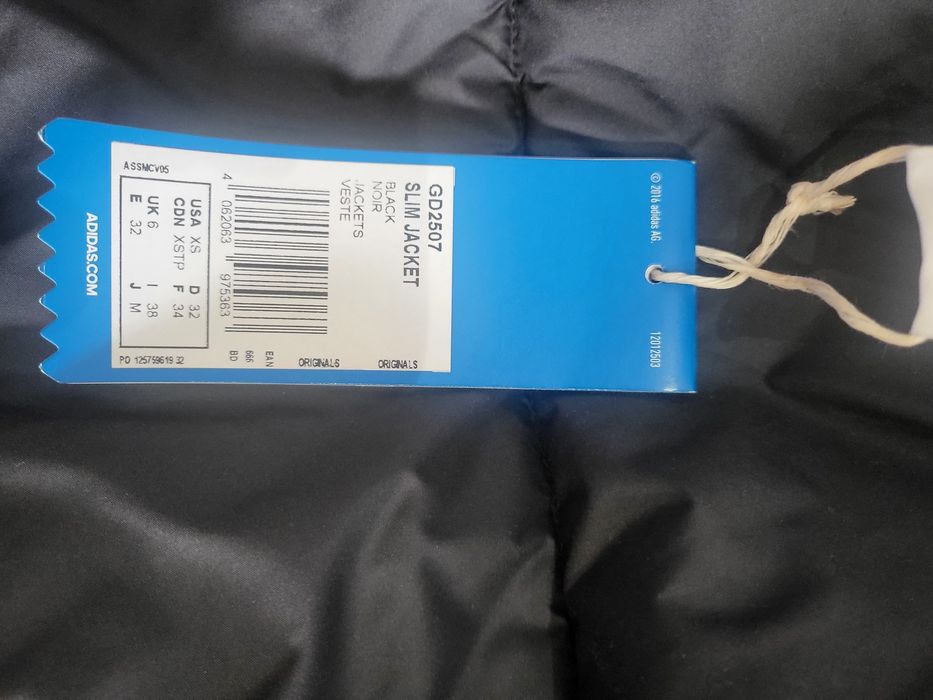 GD2507
SLIM JACKET
BLACK
NOIR
JACKETS
VESTE
ORIGINALS
ORIGINALS
4 062063 975363
EAN
666
BD
USA XS D 32
CDN XSTP F 34
UK 6 I 38
E 32 J M
ASSMCV05
PO 125759619 32
ADIDAS.COM
© 2016 adidas AG.
12012503